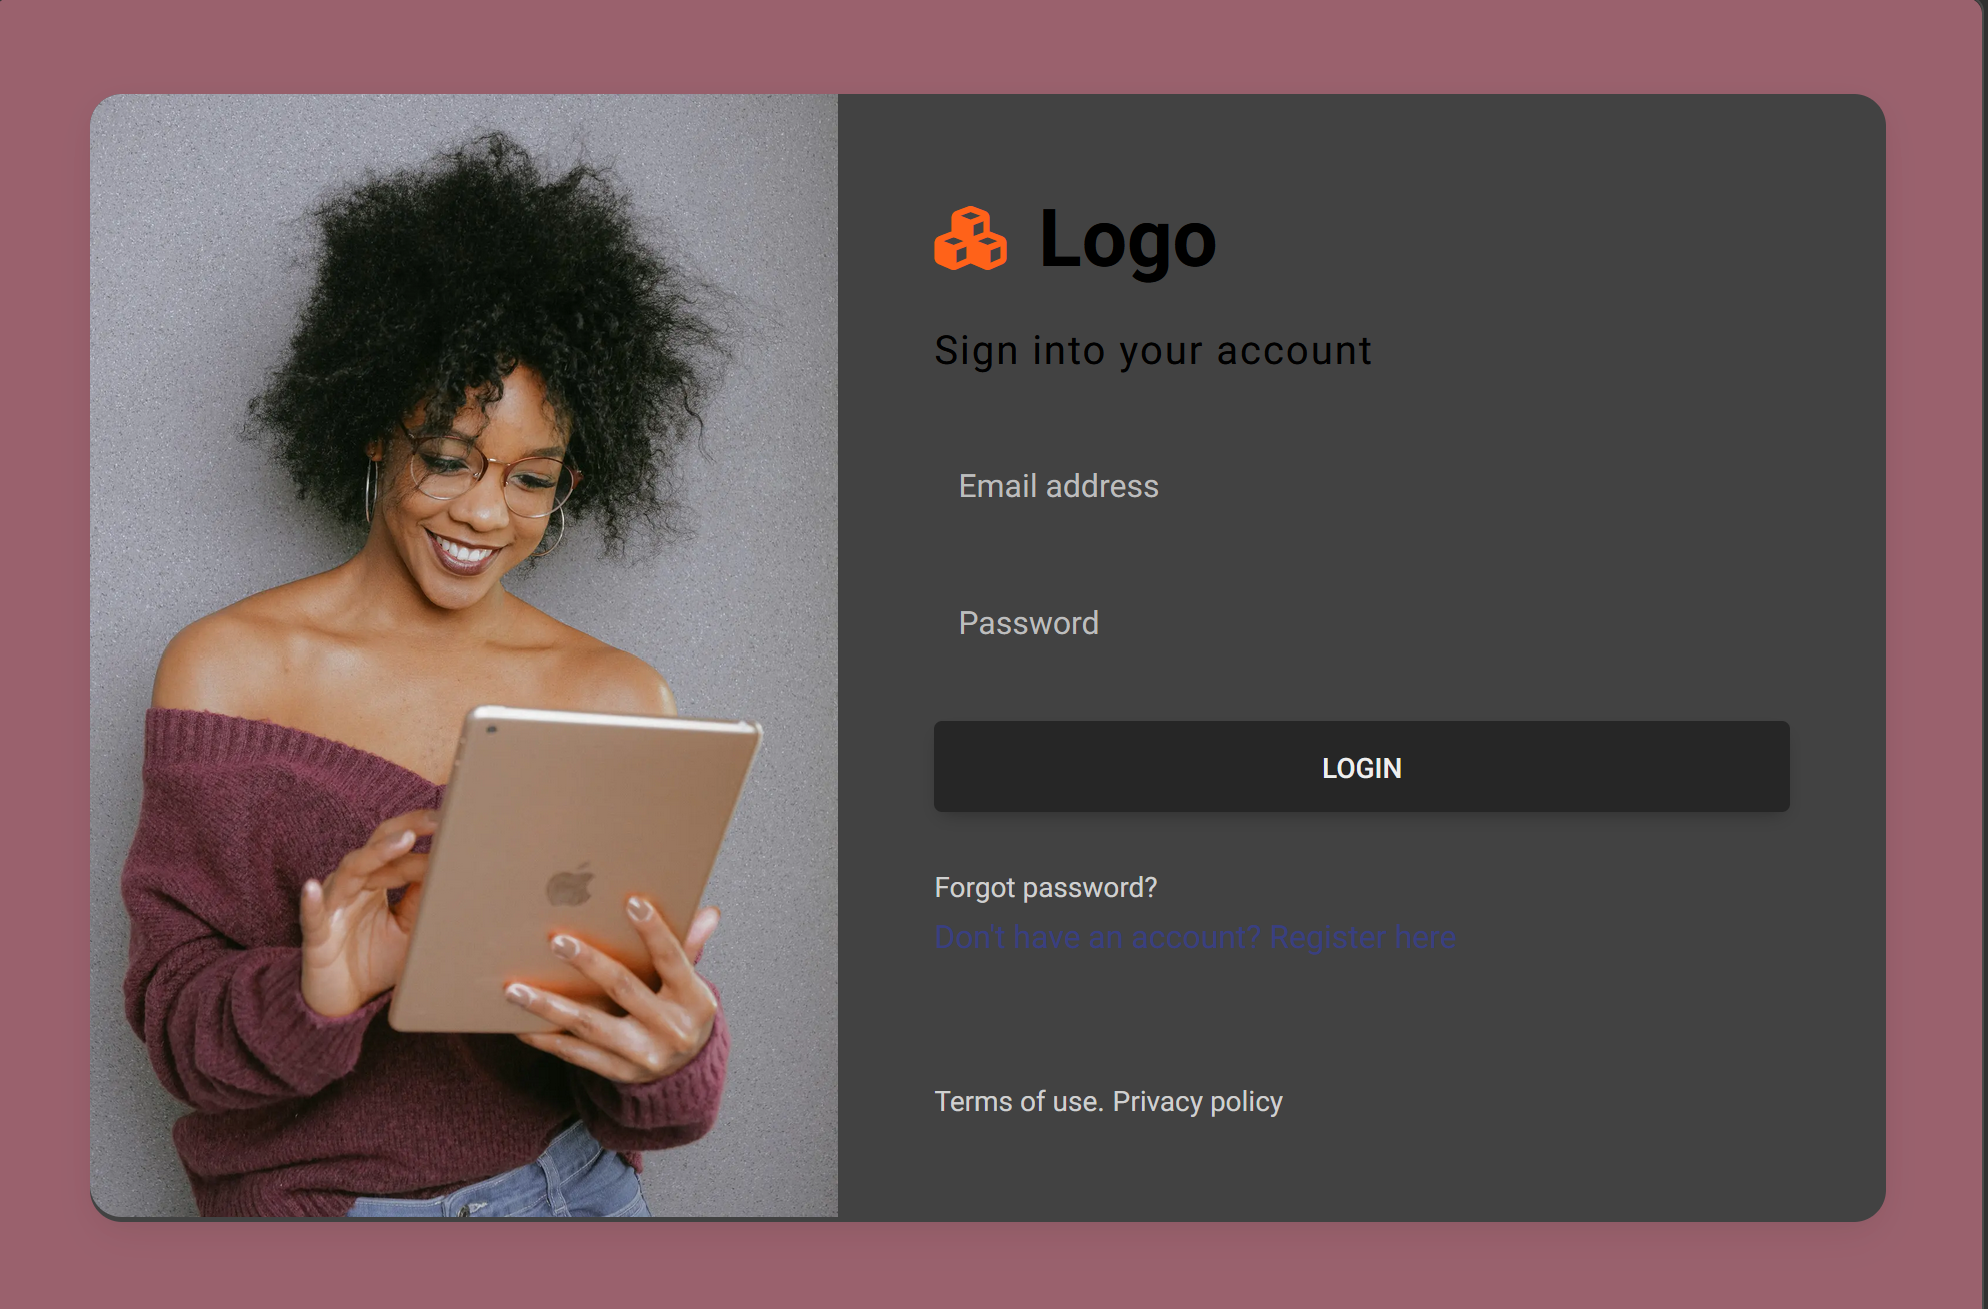 Logo
Sign into your account
Email address
Password
LOGIN
Forgot password?
Don't have an account? Register here
Terms of use. Privacy policy